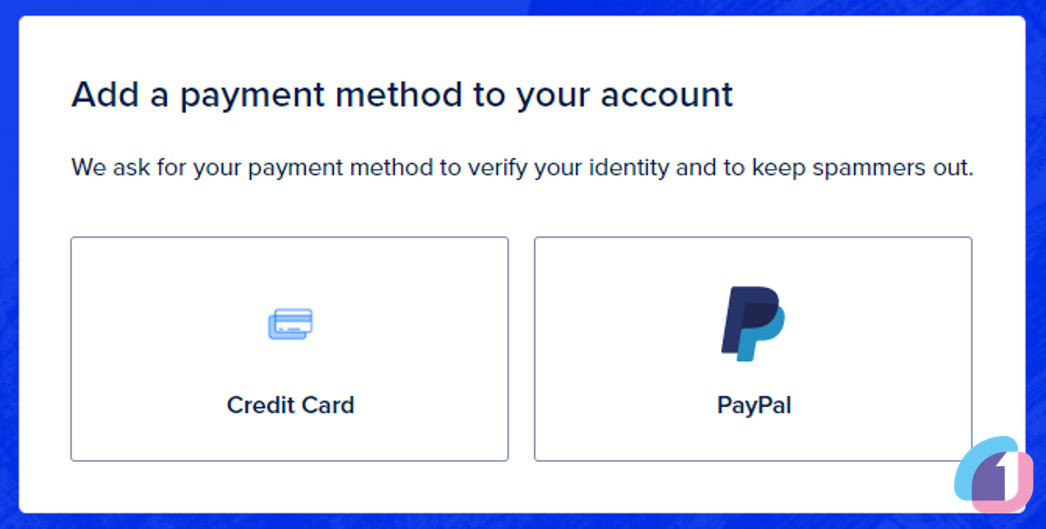 Add a payment method to your account
We ask for your payment method to verify your identity and to keep spammers out.
Credit Card
PayPal
1